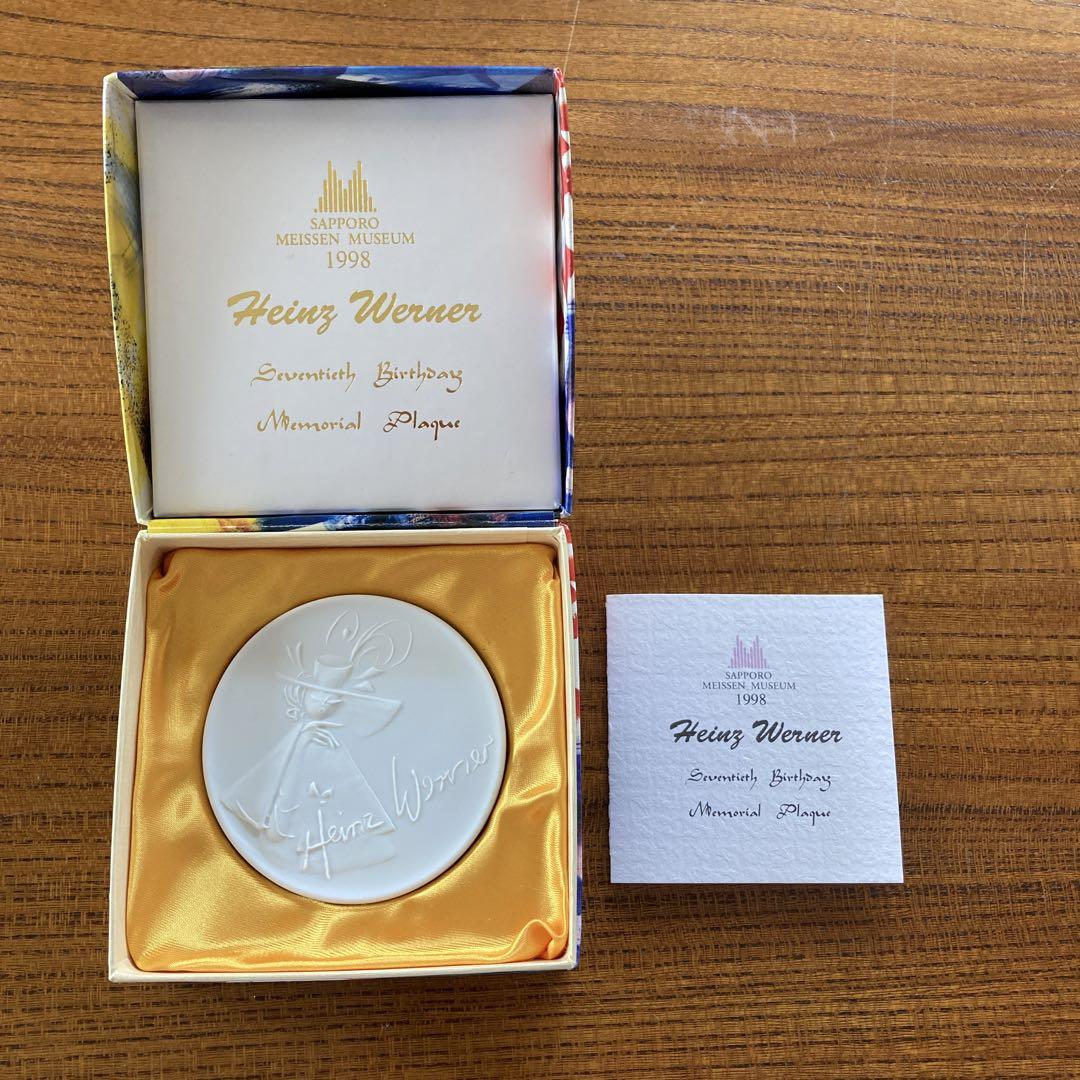 SAPPORO
MEISSEN MUSEUM
1998
Heinz Werner
Seventieth Birthday
Memorial Plaque
Heinz Werner
SAPPORO
MEISSEN MUSEUM
1998
Heinz Werner
Seventieth Birthday
Memorial Plaque